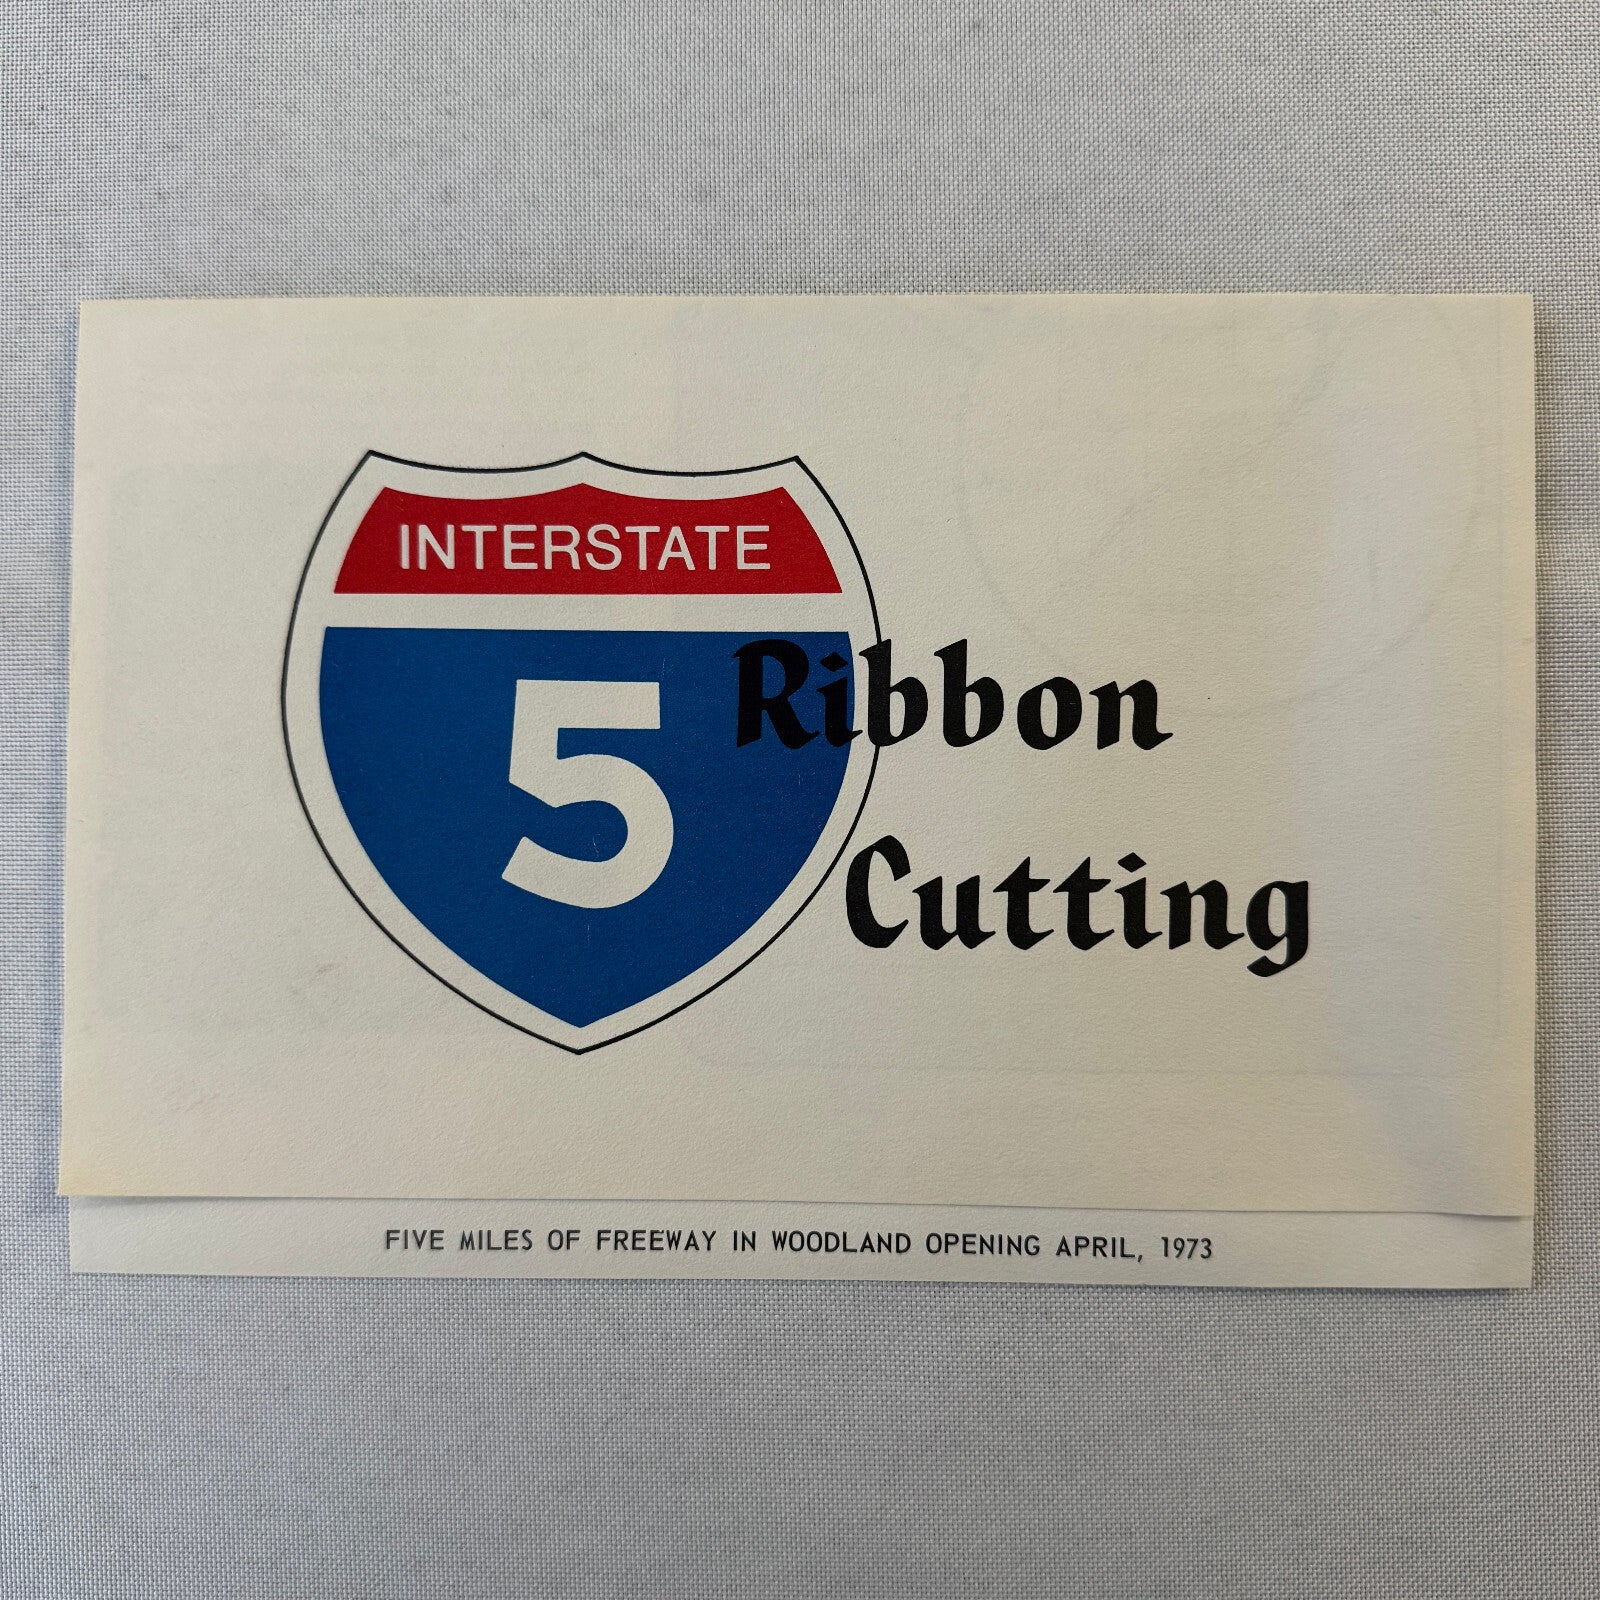 INTERSTATE
5
Ribbon
Cutting
FIVE MILES OF FREEWAY IN WOODLAND OPENING APRIL, 1973